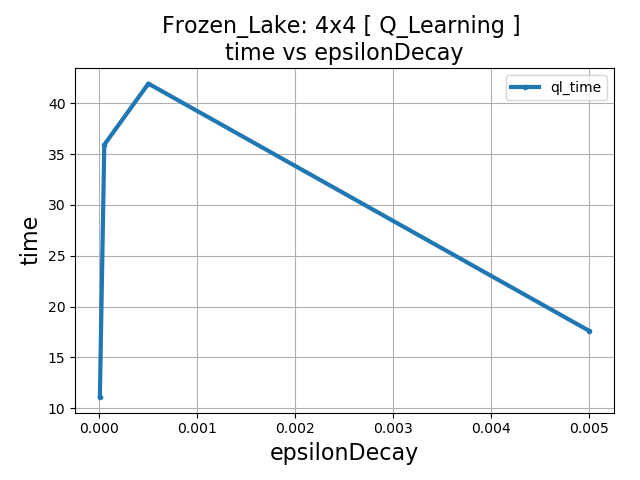 Frozen_Lake: 4x4 [ Q_Learning ]
time vs epsilonDecay
ql_time
40
35
30
25
20
15
10
time
0.000 0.001 0.002 0.003 0.004 0.005
epsilonDecay